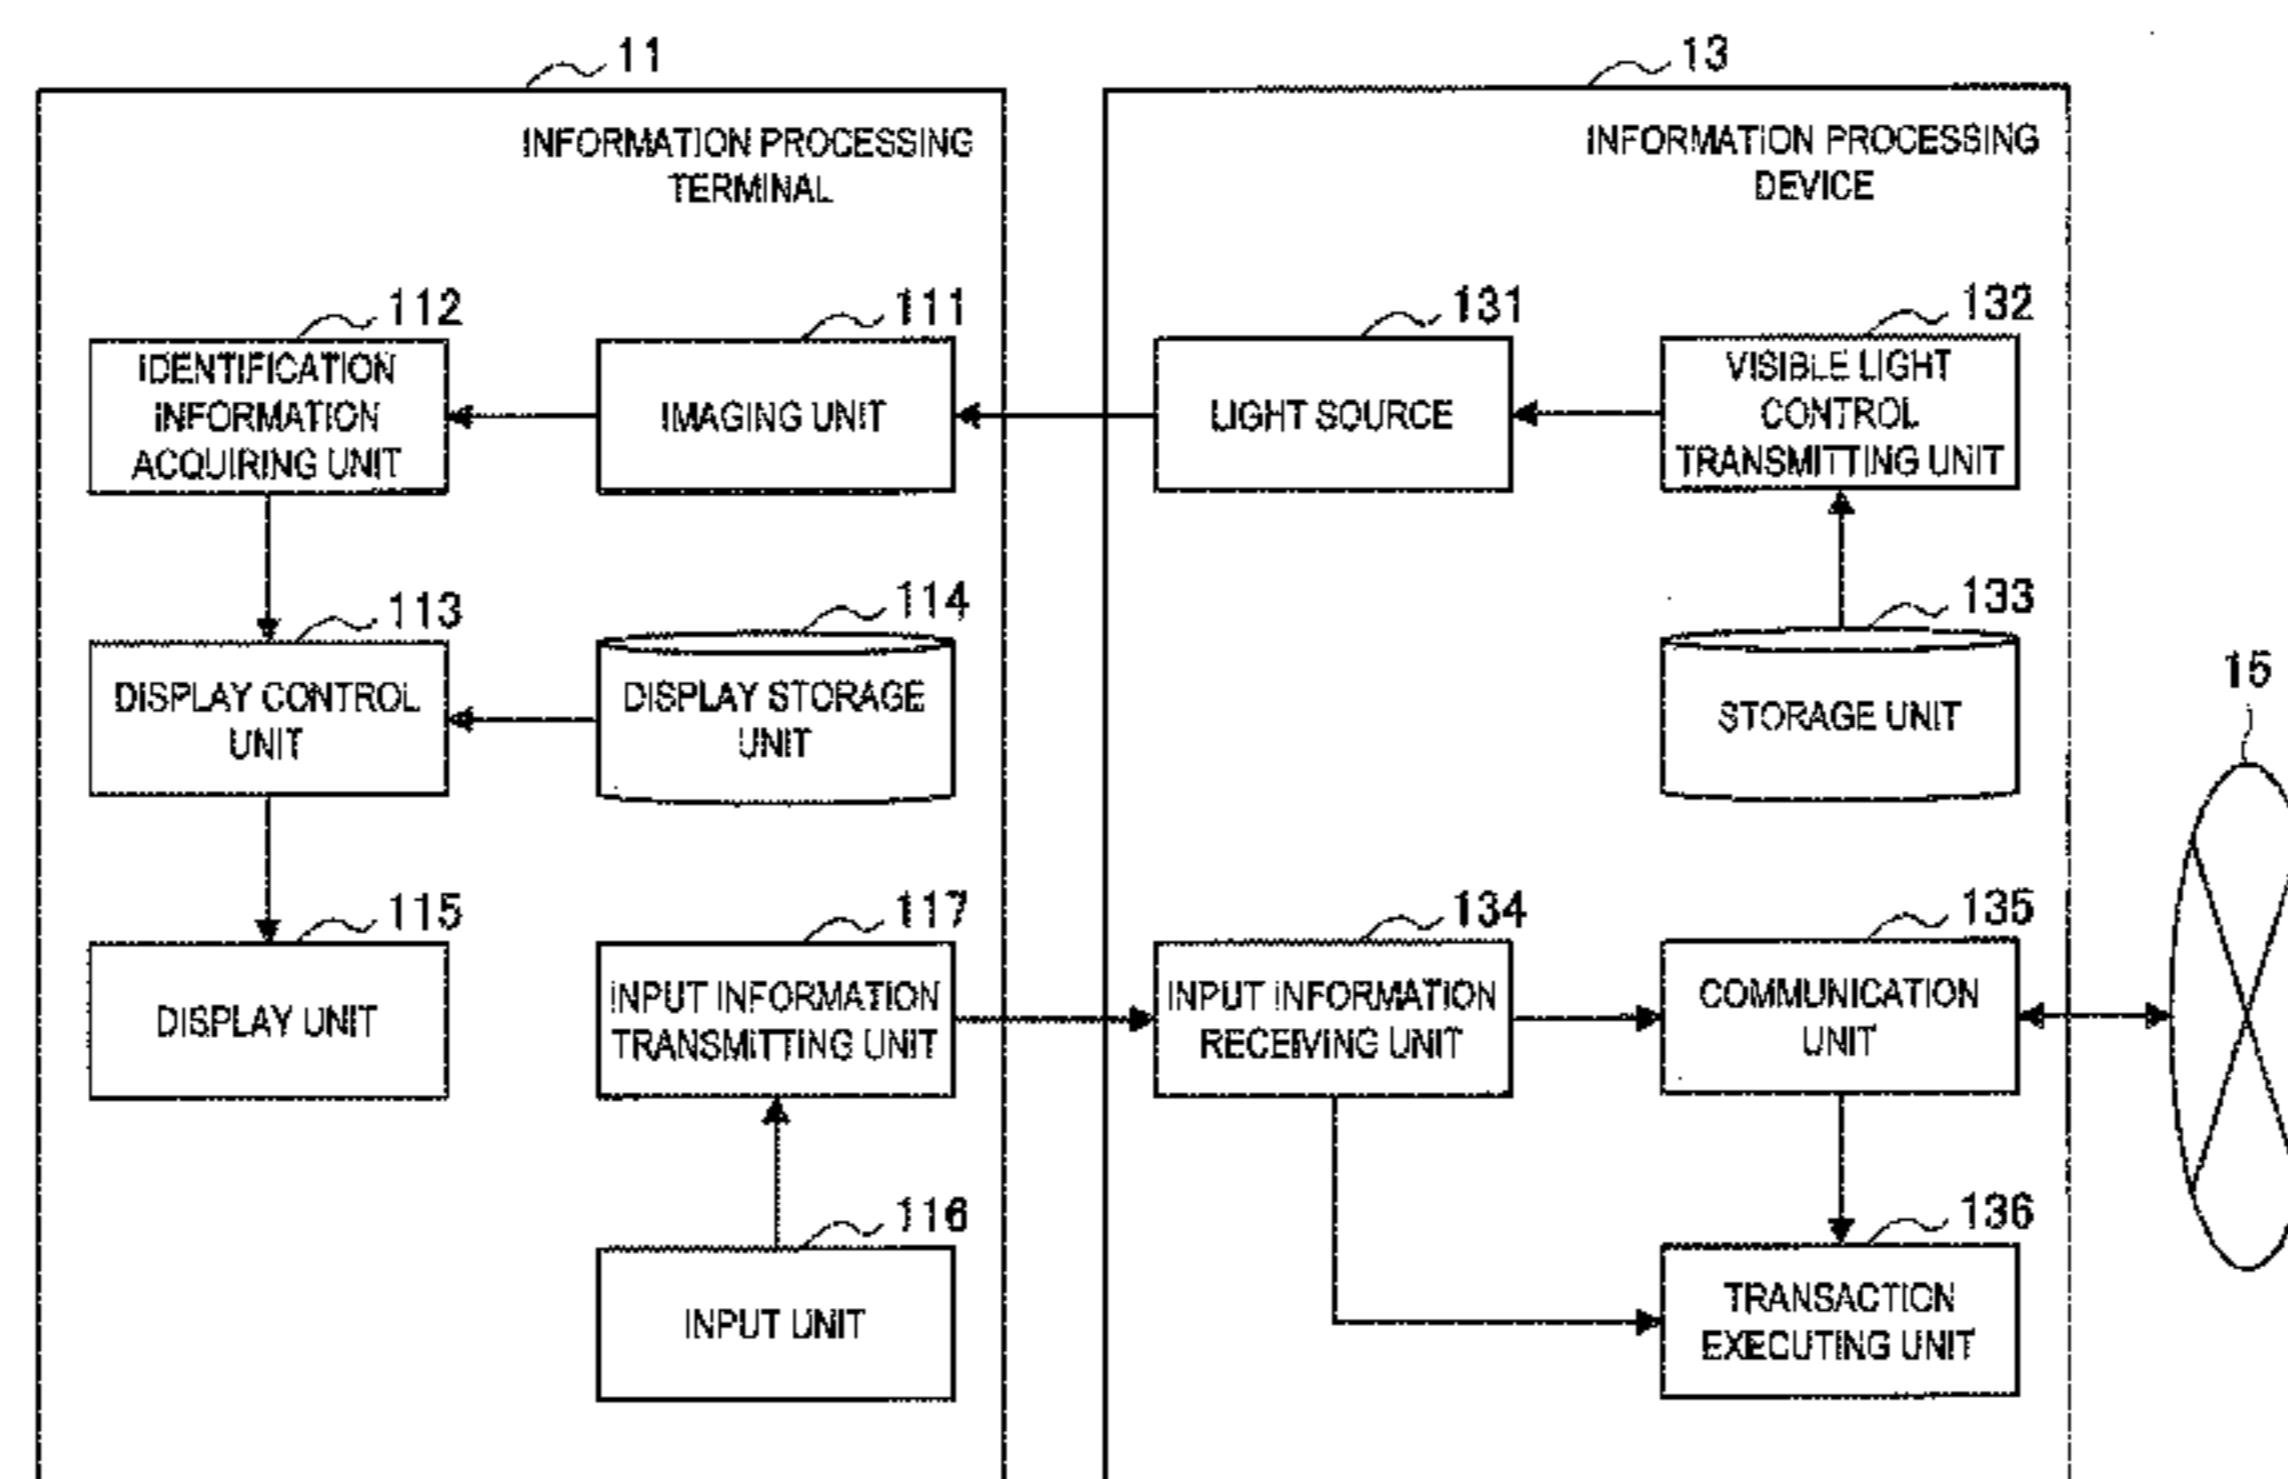 11
INFORMATION PROCESSING
TERMINAL
112
IDENTIFICATION
INFORMATION
ACQUIRING UNIT
111
IMAGING UNIT
113
DISPLAY CONTROL
UNIT
114
DISPLAY STORAGE
UNIT
115
DISPLAY UNIT
117
INPUT INFORMATION
TRANSMITTING UNIT
116
INPUT UNIT
13
INFORMATION PROCESSING
DEVICE
131
LIGHT SOURCE
132
VISIBLE LIGHT
CONTROL
TRANSMITTING UNIT
133
STORAGE UNIT
134
INPUT INFORMATION
RECEIVING UNIT
135
COMMUNICATION
UNIT
136
TRANSACTION
EXECUTING UNIT
15